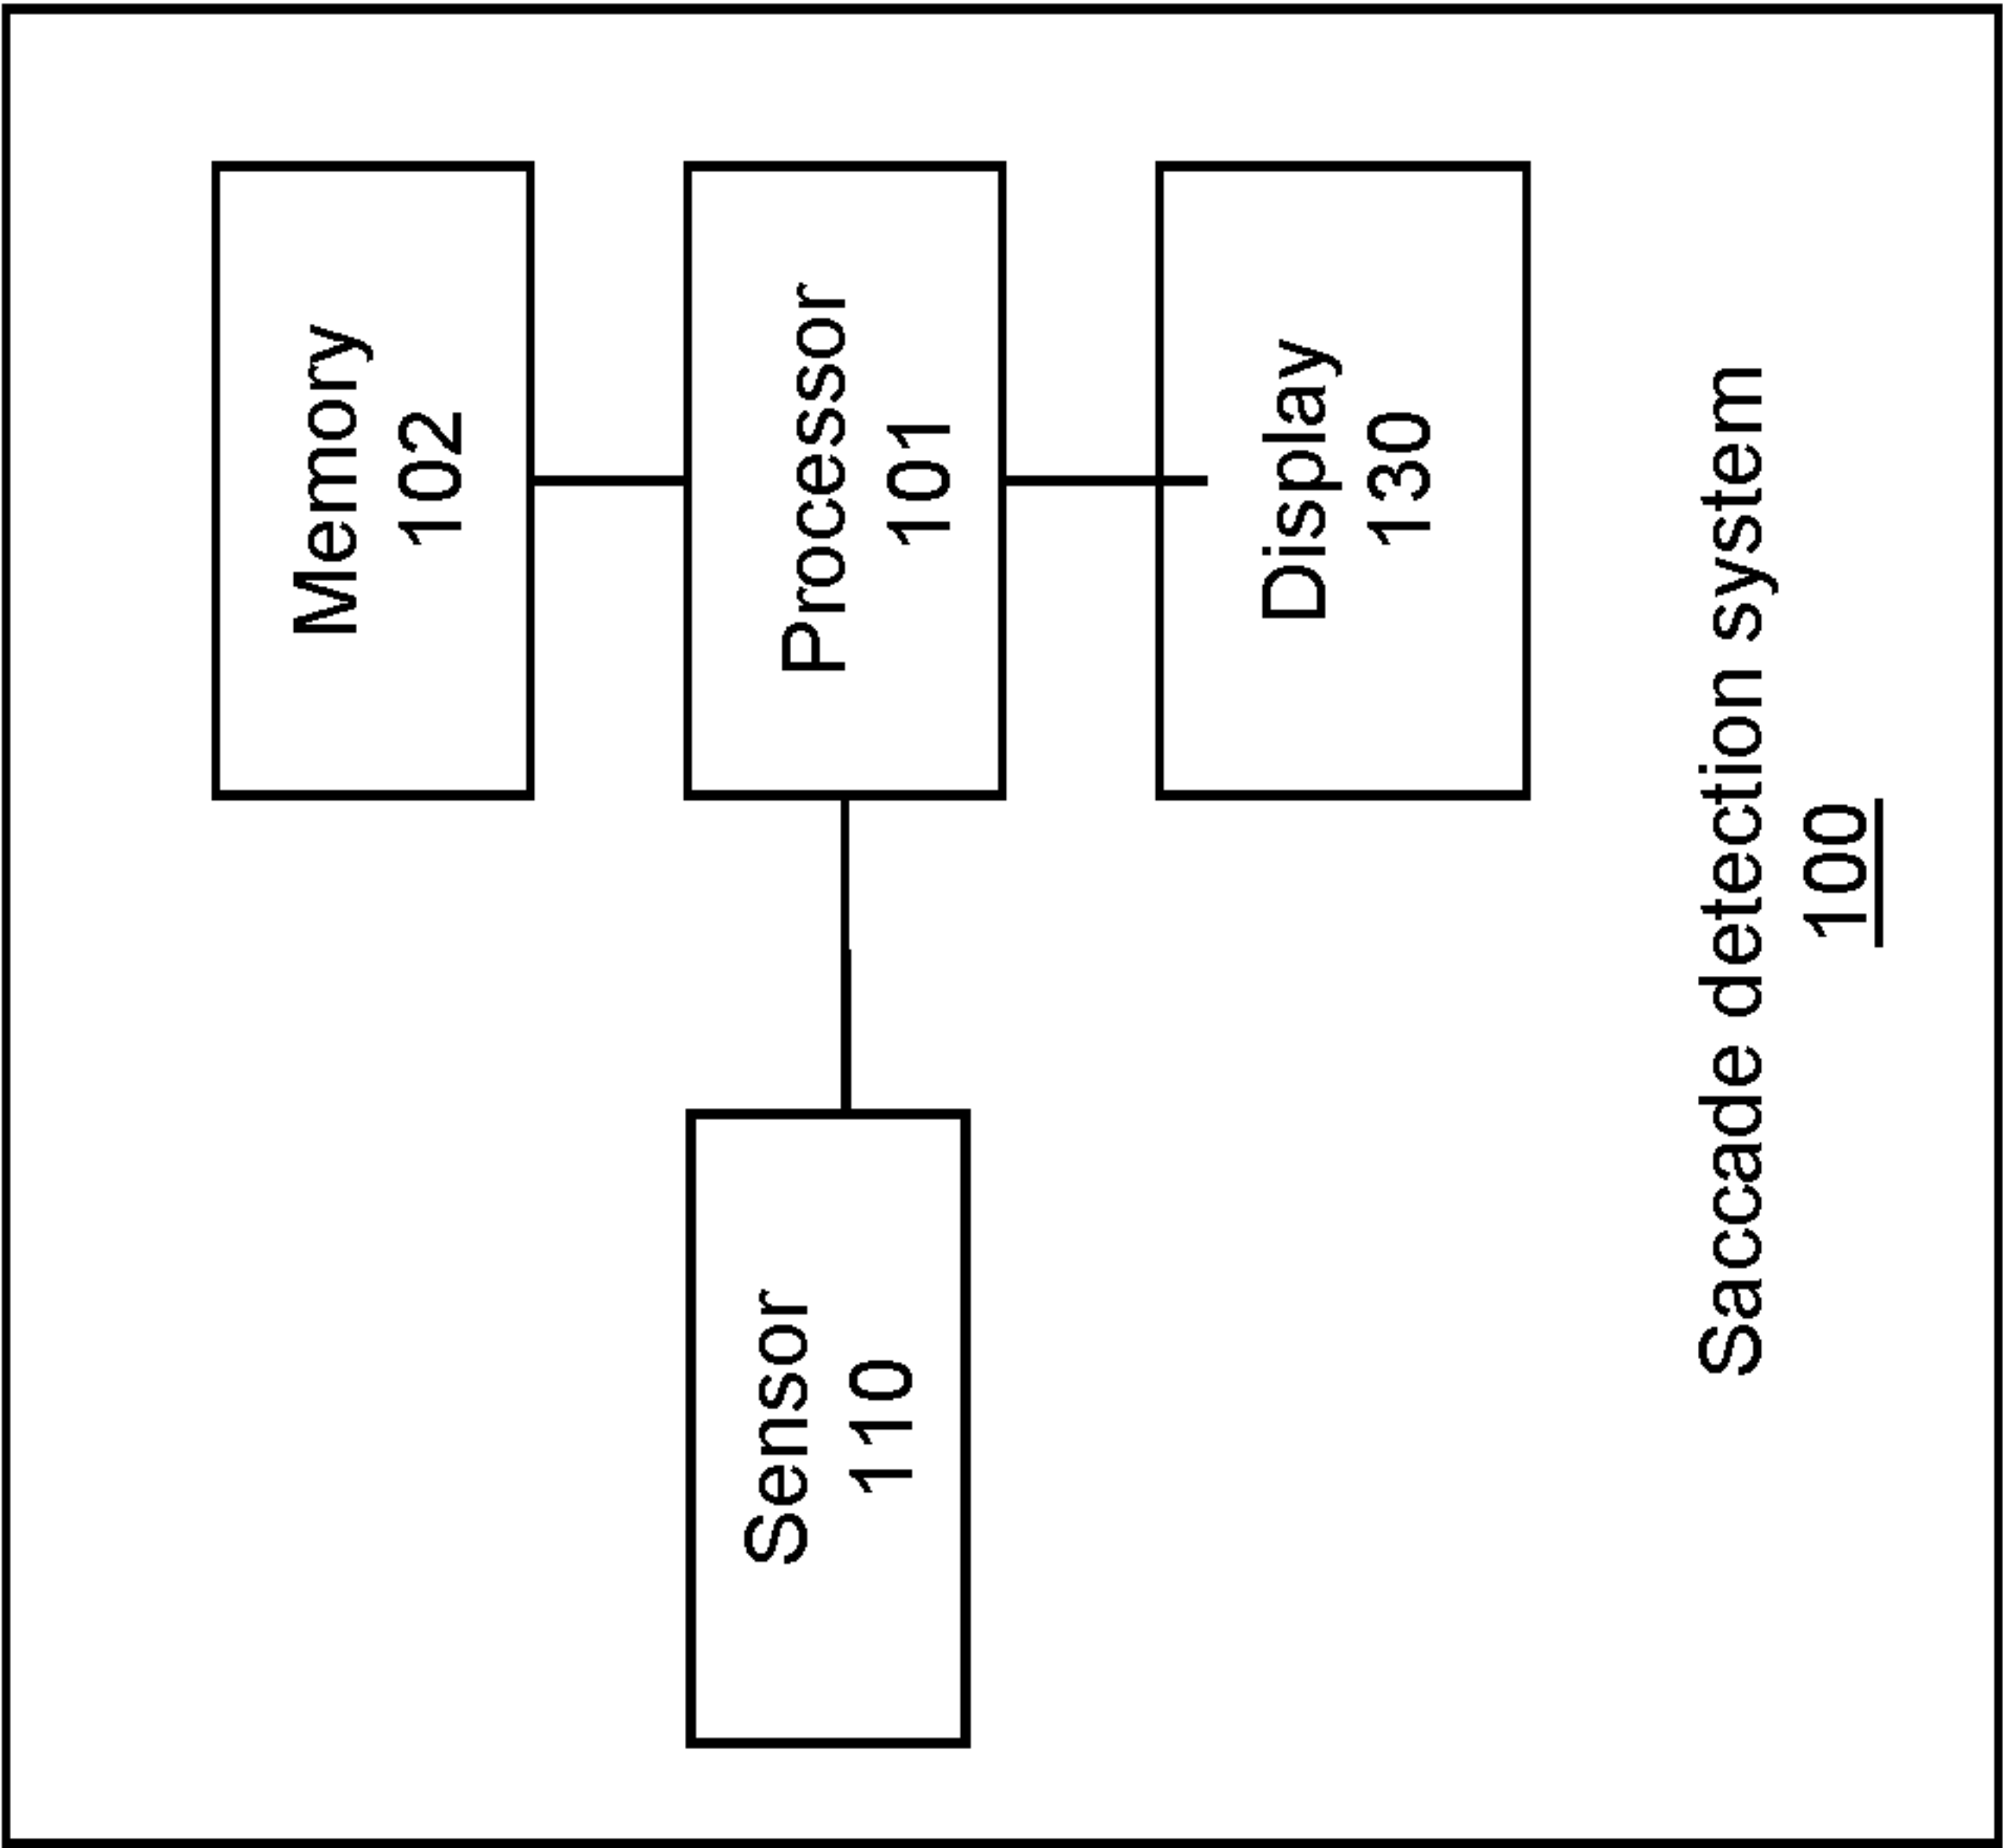 Memory
102
Sensor
110
Processor
101
Display
130
Saccade detection system
100